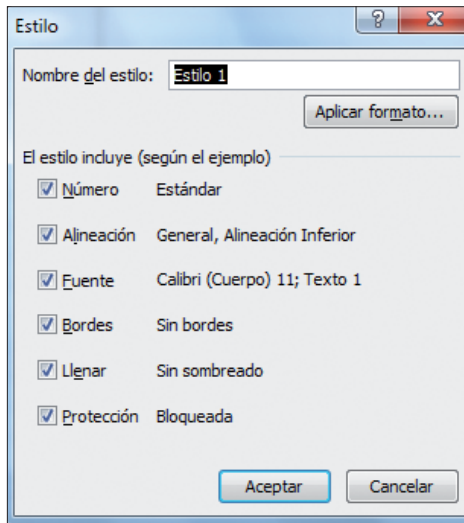 Estilo
Nombre del estilo: Estilo 1
Aplicar formato...
El estilo incluye (según el ejemplo)
Número Estándar
Alineación General, Alineación Inferior
Fuente Calibri (Cuerpo) 11; Texto 1
Bordes Sin bordes
Llenar Sin sombreado
Protección Bloqueada
Aceptar Cancelar